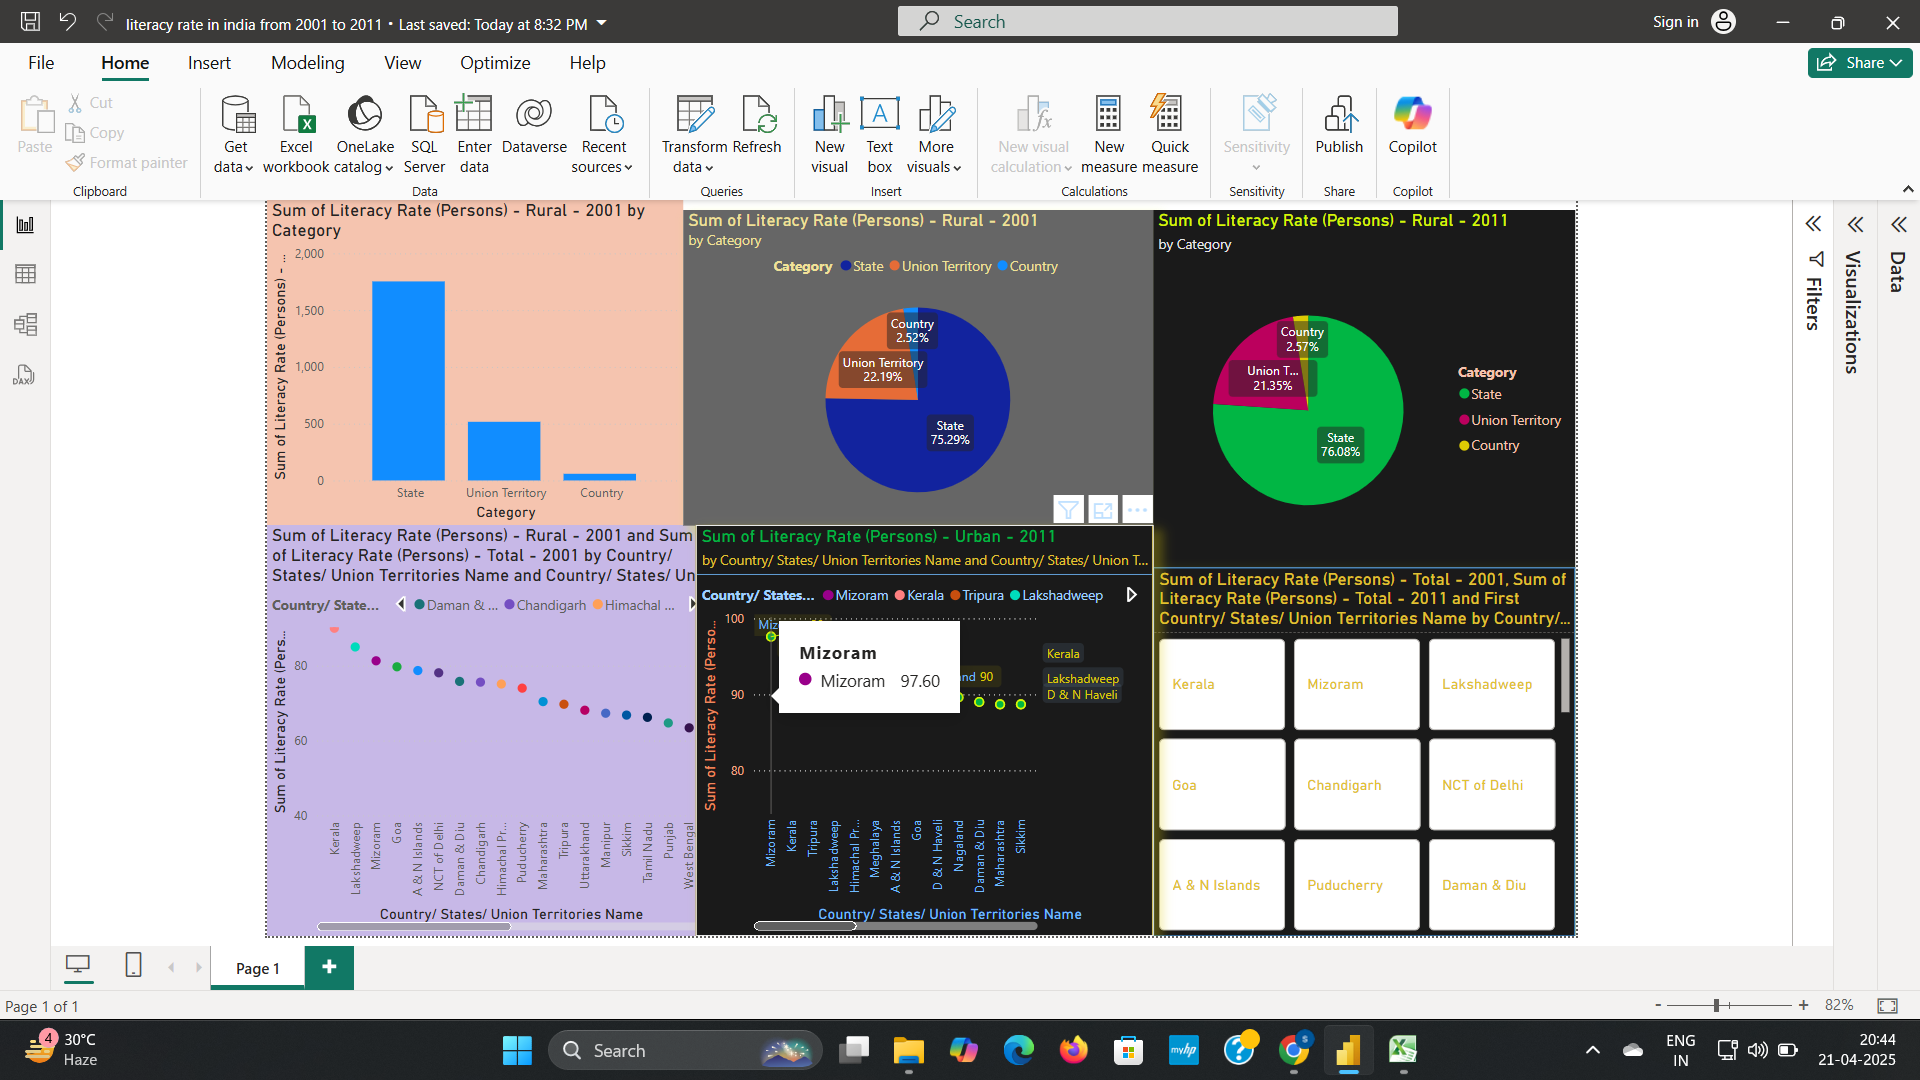 literacy rate in india from 2001 to 2011 • Last saved: Today at 8:32 PM
Search
Sign in
File
Home
Insert
Modeling
View
Optimize
Help
Share
Paste
Cut
Copy
Format painter
Clipboard
Get data
Excel workbook
OneLake catalog
SQL Server
Enter data
Dataverse
Recent sources
Data
Transform data
Refresh
Queries
New visual
Text box
More visuals
Insert
New visual calculation
New measure
Quick measure
Calculations
Sensitivity
Sensitivity
Publish
Share
Copilot
Copilot
Sum of Literacy Rate (Persons) - Rural - 2001 by
Category
Sum of Literacy Rate (Persons) - ...
2,000
1,500
1,000
500
0
State
Union Territory
Country
Category
Sum of Literacy Rate (Persons) - Rural - 2001
by Category
Category State Union Territory Country
Country
2.52%
Union Territory
22.19%
State
75.29%
Sum of Literacy Rate (Persons) - Rural - 2011
by Category
Country
2.57%
Union T...
21.35%
State
76.08%
Category
State
Union Territory
Country
Filters
Visualizations
Data
Sum of Literacy Rate (Persons) - Rural - 2001 and Sum
of Literacy Rate (Persons) - Total - 2001 by Country/
States/ Union Territories Name and Country/ States/ Un
Country/ State... Daman & ... Chandigarh Himachal ...
Sum of Literacy Rate (Pers...
80
60
40
Kerala
Lakshadweep
Mizoram
Goa
A & N Islands
NCT of Delhi
Daman & Diu
Chandigarh
Himachal Pr...
Puducherry
Maharashtra
Tripura
Uttarakhand
Manipur
Sikkim
Tamil Nadu
Punjab
West Bengal
Country/ States/ Union Territories Name
Sum of Literacy Rate (Persons) - Urban - 2011
by Country/ States/ Union Territories Name and Country/ States/ Union T...
Country/ States... Mizoram Kerala Tripura Lakshadweep
Sum of Literacy Rate (Perso...
100
90
80
Miz
Mizoram
Mizoram 97.60
nd 90
Kerala
Lakshadweep
D & N Haveli
Mizoram
Kerala
Tripura
Lakshadweep
Himachal Pr...
Meghalaya
A & N Islands
Goa
D & N Haveli
Nagaland
Daman & Diu
Maharashtra
Sikkim
Country/ States/ Union Territories Name
Sum of Literacy Rate (Persons) - Total - 2001, Sum of
Literacy Rate (Persons) - Total - 2011 and First
Country/ States/ Union Territories Name by Country/...
Kerala
Mizoram
Lakshadweep
Goa
Chandigarh
NCT of Delhi
A & N Islands
Puducherry
Daman & Diu
Page 1
Page 1 of 1
- + 82%
4
30°C
Haze
Search
myhp
ENG
IN
20:44
21-04-2025